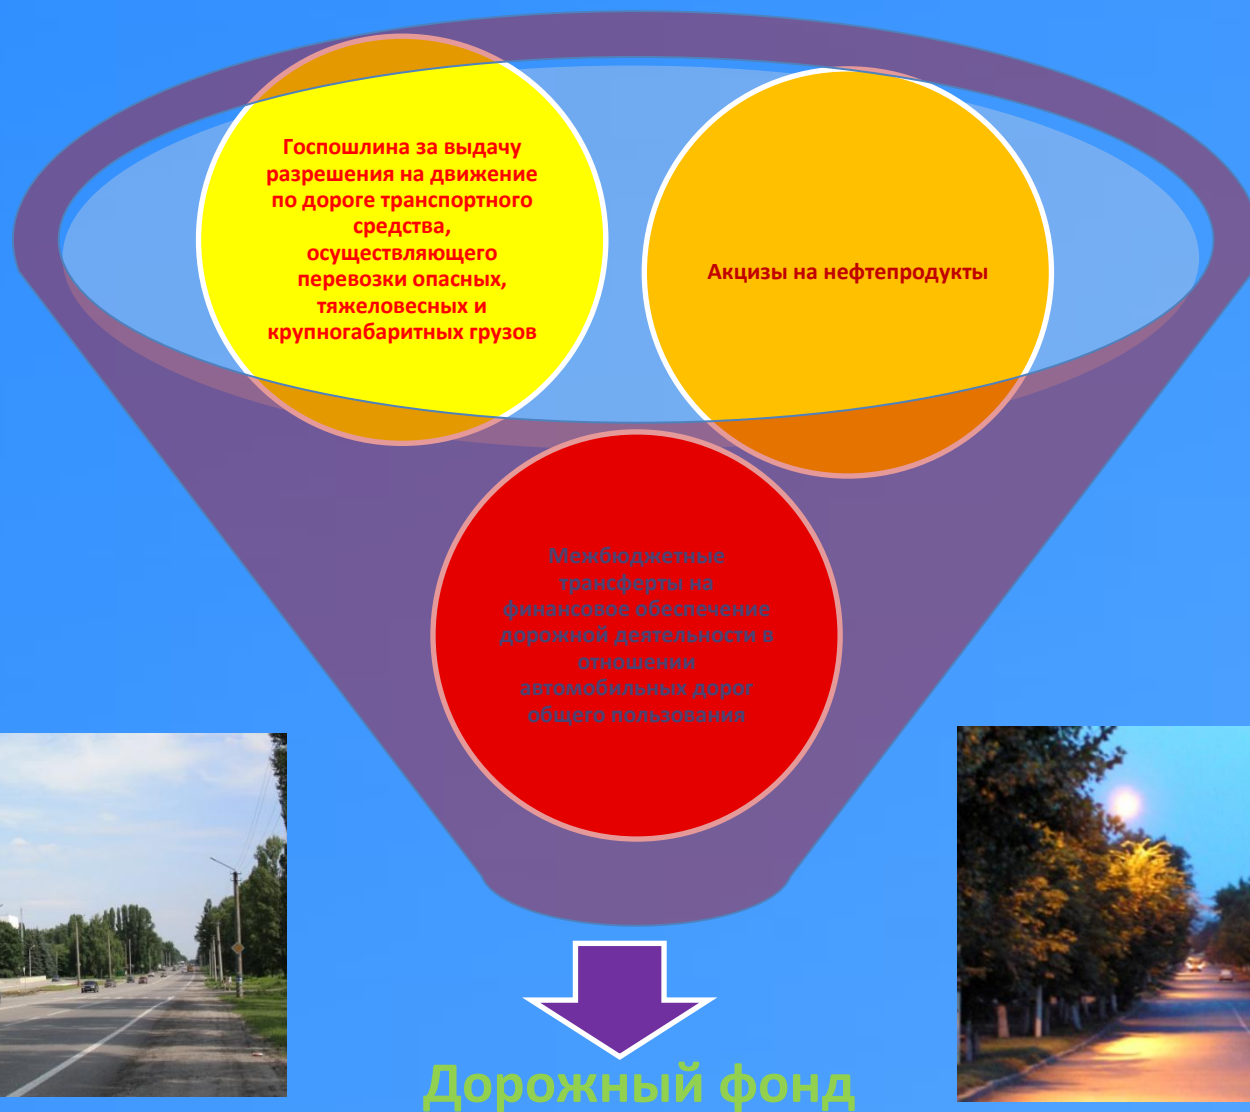 Госпошлина за выдачу
разрешения на движение
по дороге транспортного
средства,
осуществляющего
перевозки опасных,
тяжеловесных и
крупногабаритных грузов
Акцизы на нефтепродукты
Межбюджетные
трансферты на
финансовое обеспечение
дорожной деятельности в
отношении
автомобильных дорог
общего пользования
Дорожный фонд